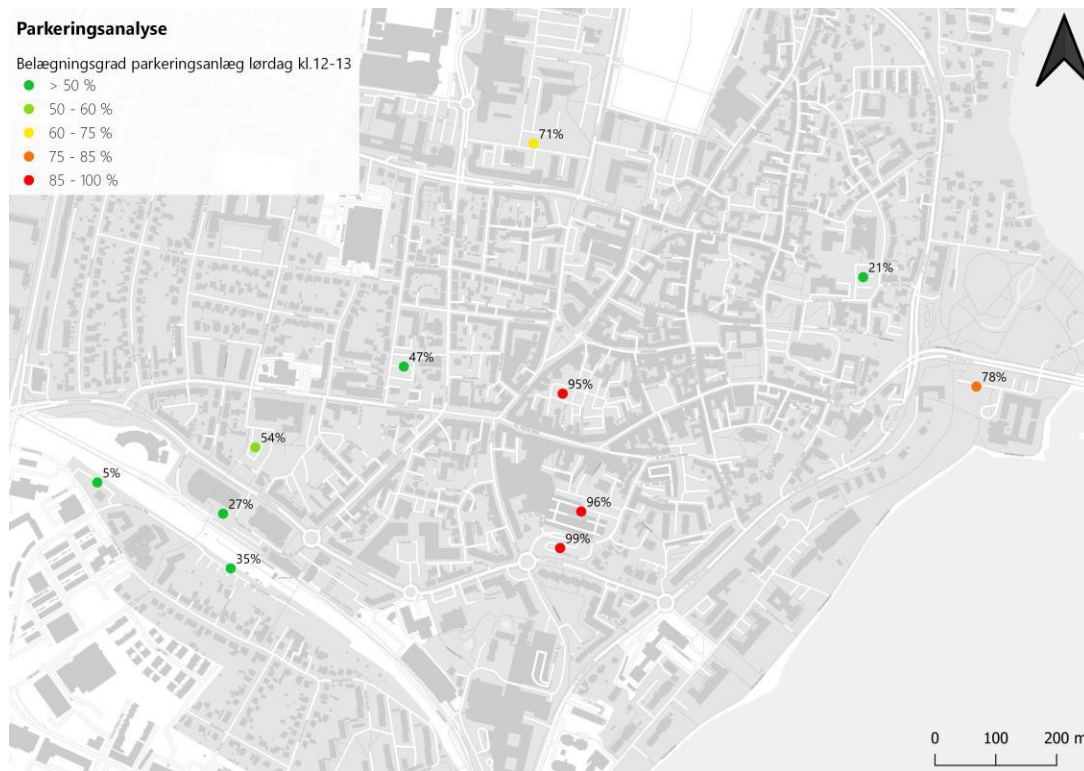 Parkeringsanalyse
Belægningsgrad parkeringsanlæg lørdag kl.12-13
> 50 %
50 - 60 %
60 - 75 %
75 - 85 %
85 - 100 %
71%
21%
47%
95%
78%
54%
5%
27%
96%
99%
35%
0 100 200 m